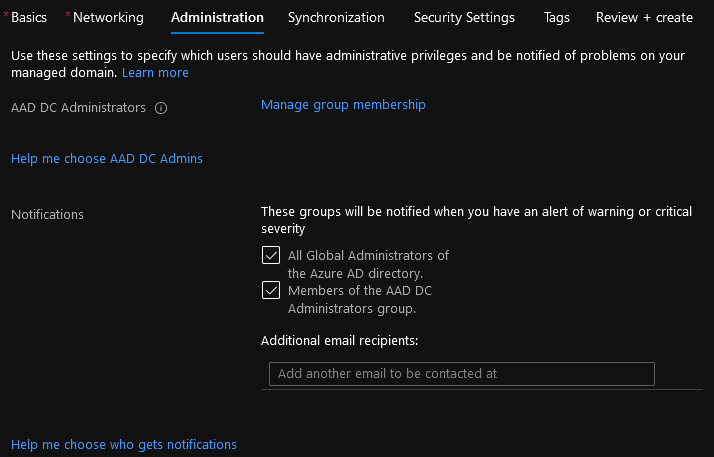 * Basics * Networking Administration Synchronization Security Settings Tags Review + create
Use these settings to specify which users should have administrative privileges and be notified of problems on your
managed domain. Learn more
AAD DC Administrators Manage group membership
Help me choose AAD DC Admins
Notifications
These groups will be notified when you have an alert of warning or critical
severity
All Global Administrators of
the Azure AD directory.
Members of the AAD DC
Administrators group.
Additional email recipients:
Add another email to be contacted at
Help me choose who gets notifications